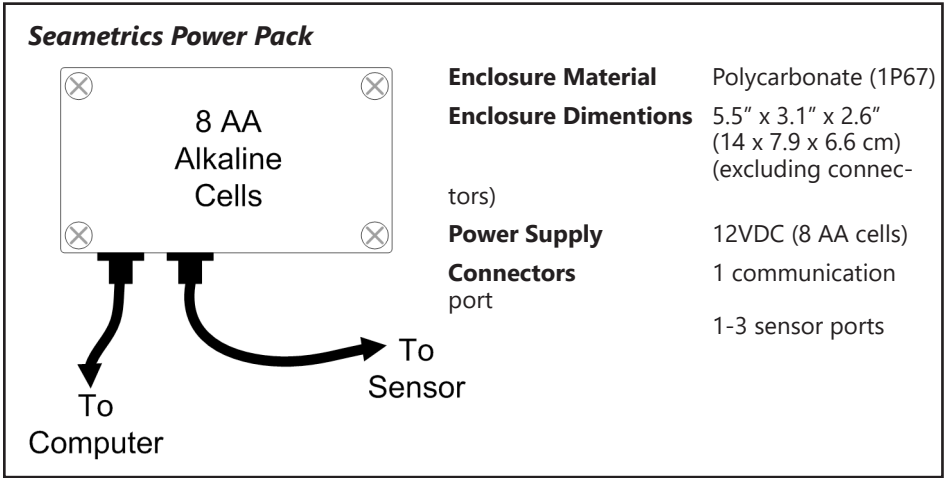 Seametrics Power Pack
8 AA
Alkaline
Cells
To
Computer
To
Sensor
Enclosure Material Polycarbonate (1P67)
Enclosure Dimentions 5.5” x 3.1” x 2.6”
(14 x 7.9 x 6.6 cm)
(excluding connec-
tors)
Power Supply 12VDC (8 AA cells)
Connectors 1 communication
port
1-3 sensor ports